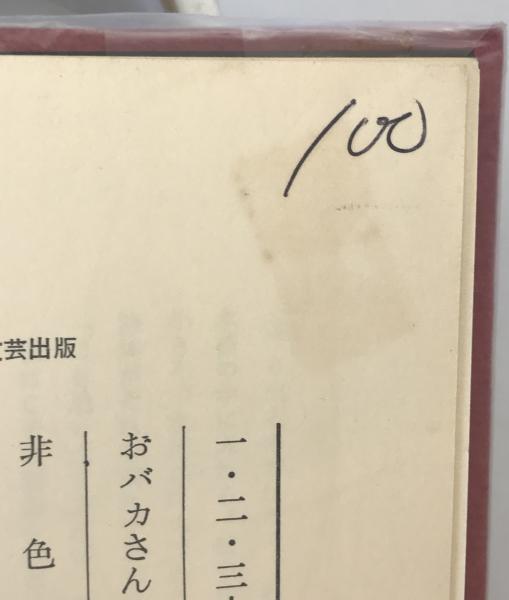 100
芸出版
一・二・三
おバカさん
非色